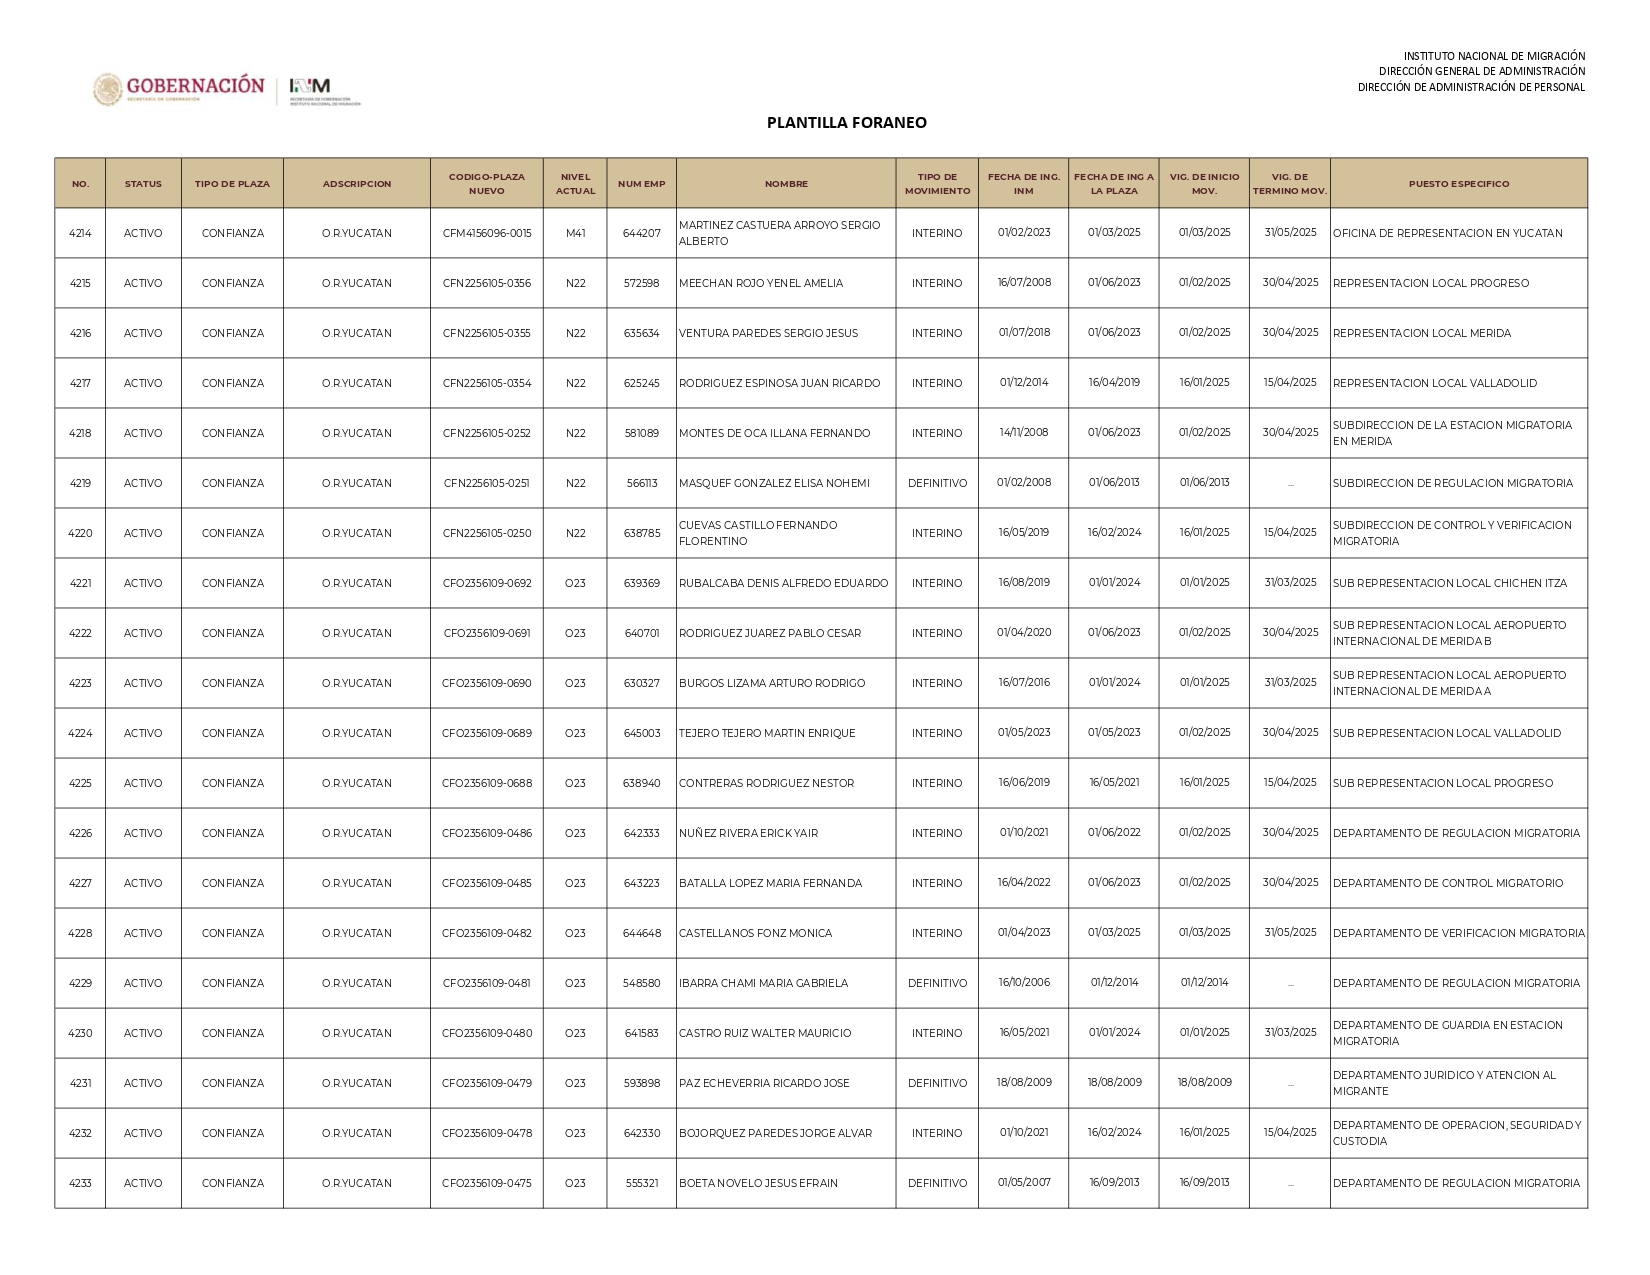 INSTITUTO NACIONAL DE MIGRACIÓN
DIRECCIÓN GENERAL DE ADMINISTRACIÓN
DIRECCIÓN DE ADMINISTRACIÓN DE PERSONAL
GOBERNACIÓN
SECRETARÍA DE GOBERNACIÓN
INM
SECRETARÍA DE GOBERNACIÓN
INSTITUTO NACIONAL DE MIGRACIÓN
PLANTILLA FORANEO
NO. STATUS TIPO DE PLAZA ADSCRIPCION CODIGO-PLAZA NUEVO NIVEL ACTUAL NUM EMP NOMBRE TIPO DE MOVIMIENTO FECHA DE ING. INM FECHA DE ING A LA PLAZA VIG. DE INICIO MOV. VIG. DE TERMINO MOV. PUESTO ESPECIFICO
4214 ACTIVO CONFIANZA O.R.YUCATAN CFM4156096-0015 M41 644207 MARTINEZ CASTUERA ARROYO SERGIO ALBERTO INTERINO 01/02/2023 01/03/2025 01/03/2025 31/05/2025 OFICINA DE REPRESENTACION EN YUCATAN
4215 ACTIVO CONFIANZA O.R.YUCATAN CFN2256105-0356 N22 572598 MEECHAN ROJO YENEL AMELIA INTERINO 16/07/2008 01/06/2023 01/02/2025 30/04/2025 REPRESENTACION LOCAL PROGRESO
4216 ACTIVO CONFIANZA O.R.YUCATAN CFN2256105-0355 N22 635634 VENTURA PAREDES SERGIO JESUS INTERINO 01/07/2018 01/06/2023 01/02/2025 30/04/2025 REPRESENTACION LOCAL MERIDA
4217 ACTIVO CONFIANZA O.R.YUCATAN CFN2256105-0354 N22 625245 RODRIGUEZ ESPINOSA JUAN RICARDO INTERINO 01/12/2014 16/04/2019 16/01/2025 15/04/2025 REPRESENTACION LOCAL VALLADOLID
4218 ACTIVO CONFIANZA O.R.YUCATAN CFN2256105-0252 N22 581089 MONTES DE OCA ILLANA FERNANDO INTERINO 14/11/2008 01/06/2023 01/02/2025 30/04/2025 SUBDIRECCION DE LA ESTACION MIGRATORIA EN MERIDA
4219 ACTIVO CONFIANZA O.R.YUCATAN CFN2256105-0251 N22 566113 MASQUEF GONZALEZ ELISA NOHEMI DEFINITIVO 01/02/2008 01/06/2013 01/06/2013 ... SUBDIRECCION DE REGULACION MIGRATORIA
4220 ACTIVO CONFIANZA O.R.YUCATAN CFN2256105-0250 N22 638785 CUEVAS CASTILLO FERNANDO FLORENTINO INTERINO 16/05/2019 16/02/2024 16/01/2025 15/04/2025 SUBDIRECCION DE CONTROL Y VERIFICACION MIGRATORIA
4221 ACTIVO CONFIANZA O.R.YUCATAN CFO2356109-0692 O23 639369 RUBALCABA DENIS ALFREDO EDUARDO INTERINO 16/08/2019 01/01/2024 01/01/2025 31/03/2025 SUB REPRESENTACION LOCAL CHICHEN ITZA
4222 ACTIVO CONFIANZA O.R.YUCATAN CFO2356109-0691 O23 640701 RODRIGUEZ JUAREZ PABLO CESAR INTERINO 01/04/2020 01/06/2023 01/02/2025 30/04/2025 SUB REPRESENTACION LOCAL AEROPUERTO INTERNACIONAL DE MERIDA B
4223 ACTIVO CONFIANZA O.R.YUCATAN CFO2356109-0690 O23 630327 BURGOS LIZAMA ARTURO RODRIGO INTERINO 16/07/2016 01/01/2024 01/01/2025 31/03/2025 SUB REPRESENTACION LOCAL AEROPUERTO INTERNACIONAL DE MERIDA A
4224 ACTIVO CONFIANZA O.R.YUCATAN CFO2356109-0689 O23 645003 TEJERO TEJERO MARTIN ENRIQUE INTERINO 01/05/2023 01/05/2023 01/02/2025 30/04/2025 SUB REPRESENTACION LOCAL VALLADOLID
4225 ACTIVO CONFIANZA O.R.YUCATAN CFO2356109-0688 O23 638940 CONTRERAS RODRIGUEZ NESTOR INTERINO 16/06/2019 16/05/2021 16/01/2025 15/04/2025 SUB REPRESENTACION LOCAL PROGRESO
4226 ACTIVO CONFIANZA O.R.YUCATAN CFO2356109-0486 O23 642333 NUÑEZ RIVERA ERICK YAIR INTERINO 01/10/2021 01/06/2022 01/02/2025 30/04/2025 DEPARTAMENTO DE REGULACION MIGRATORIA
4227 ACTIVO CONFIANZA O.R.YUCATAN CFO2356109-0485 O23 643223 BATALLA LOPEZ MARIA FERNANDA INTERINO 16/04/2022 01/06/2023 01/02/2025 30/04/2025 DEPARTAMENTO DE CONTROL MIGRATORIO
4228 ACTIVO CONFIANZA O.R.YUCATAN CFO2356109-0482 O23 644648 CASTELLANOS FONZ MONICA INTERINO 01/04/2023 01/03/2025 01/03/2025 31/05/2025 DEPARTAMENTO DE VERIFICACION MIGRATORIA
4229 ACTIVO CONFIANZA O.R.YUCATAN CFO2356109-0481 O23 548580 IBARRA CHAMI MARIA GABRIELA DEFINITIVO 16/10/2006 01/12/2014 01/12/2014 ... DEPARTAMENTO DE REGULACION MIGRATORIA
4230 ACTIVO CONFIANZA O.R.YUCATAN CFO2356109-0480 O23 641583 CASTRO RUIZ WALTER MAURICIO INTERINO 16/05/2021 01/01/2024 01/01/2025 31/03/2025 DEPARTAMENTO DE GUARDIA EN ESTACION MIGRATORIA
4231 ACTIVO CONFIANZA O.R.YUCATAN CFO2356109-0479 O23 593898 PAZ ECHEVERRIA RICARDO JOSE DEFINITIVO 18/08/2009 18/08/2009 18/08/2009 ... DEPARTAMENTO JURIDICO Y ATENCION AL MIGRANTE
4232 ACTIVO CONFIANZA O.R.YUCATAN CFO2356109-0478 O23 642330 BOJORQUEZ PAREDES JORGE ALVAR INTERINO 01/10/2021 16/02/2024 16/01/2025 15/04/2025 DEPARTAMENTO DE OPERACION, SEGURIDAD Y CUSTODIA
4233 ACTIVO CONFIANZA O.R.YUCATAN CFO2356109-0475 O23 555321 BOETA NOVELO JESUS EFRAIN DEFINITIVO 01/05/2007 16/09/2013 16/09/2013 ... DEPARTAMENTO DE REGULACION MIGRATORIA